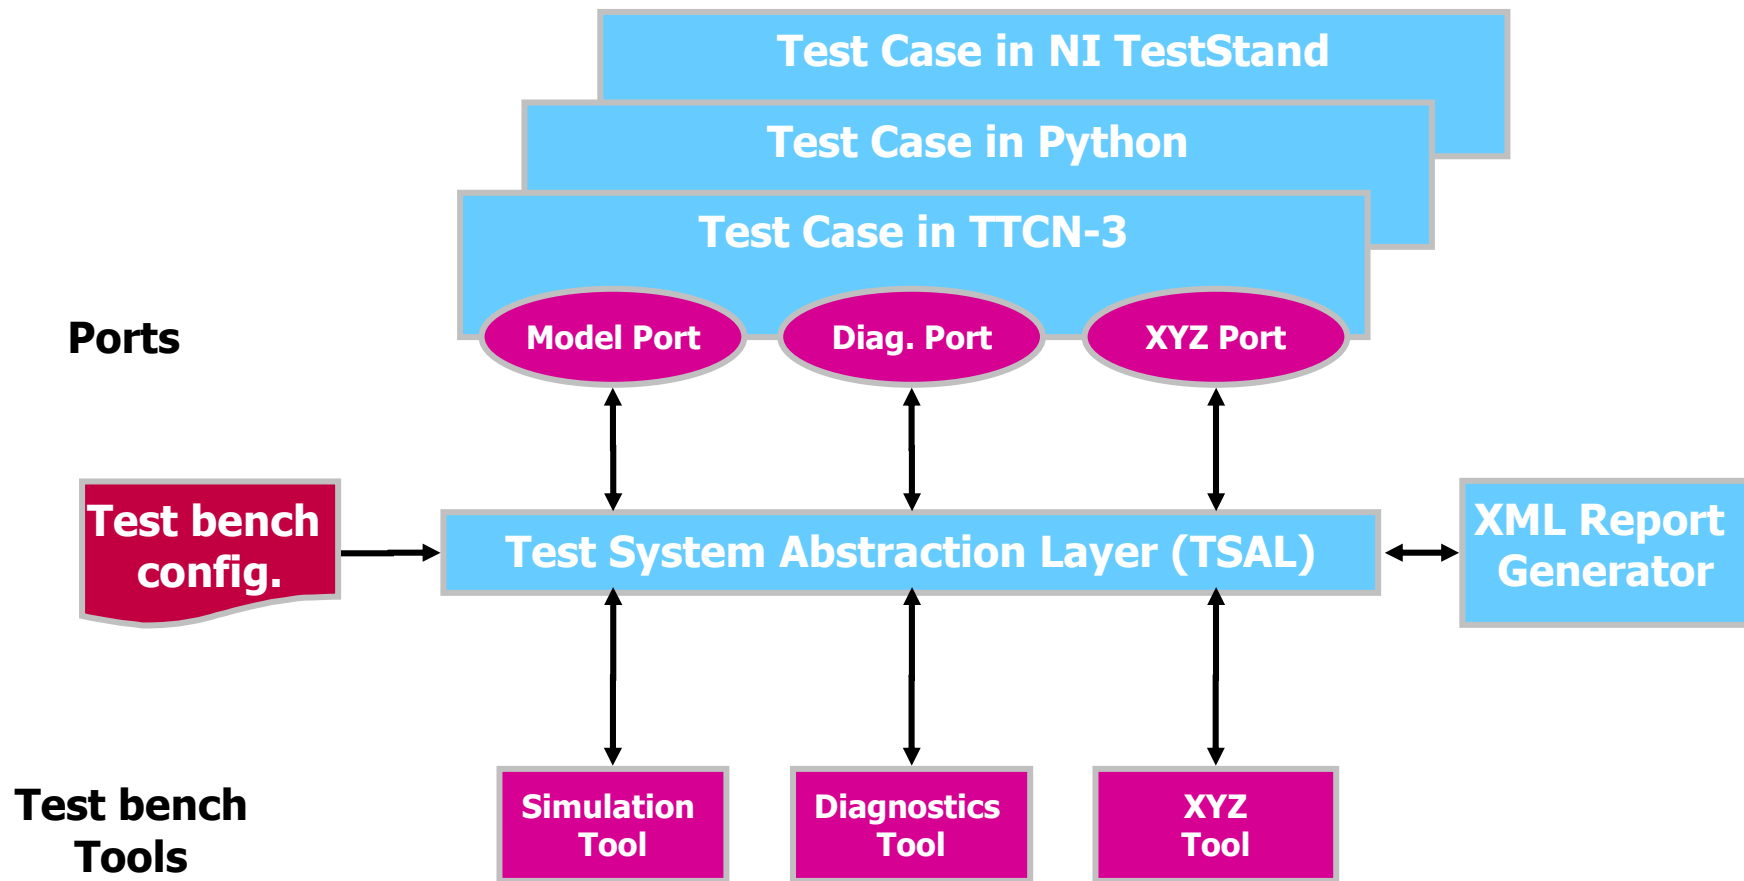 Test Case in NI TestStand
Test Case in Python
Test Case in TTCN-3
Ports
Model Port
Diag. Port
XYZ Port
Test bench
config.
Test System Abstraction Layer (TSAL)
XML Report
Generator
Test bench
Tools
Simulation
Tool
Diagnostics
Tool
XYZ
Tool